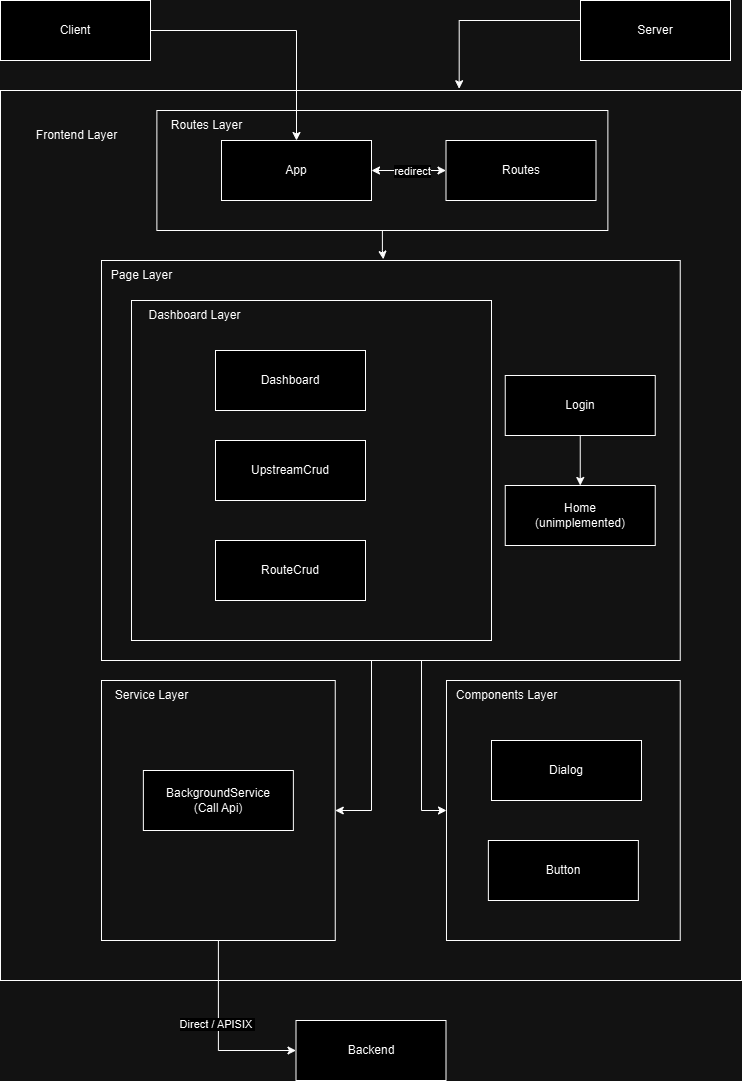 Client
Server
Frontend Layer
Routes Layer
App
redirect
Routes
Page Layer
Dashboard Layer
Dashboard
Login
UpstreamCrud
Home
(unimplemented)
RouteCrud
Service Layer
Components Layer
BackgroundService
(Call Api)
Dialog
Button
Direct / APISIX
Backend